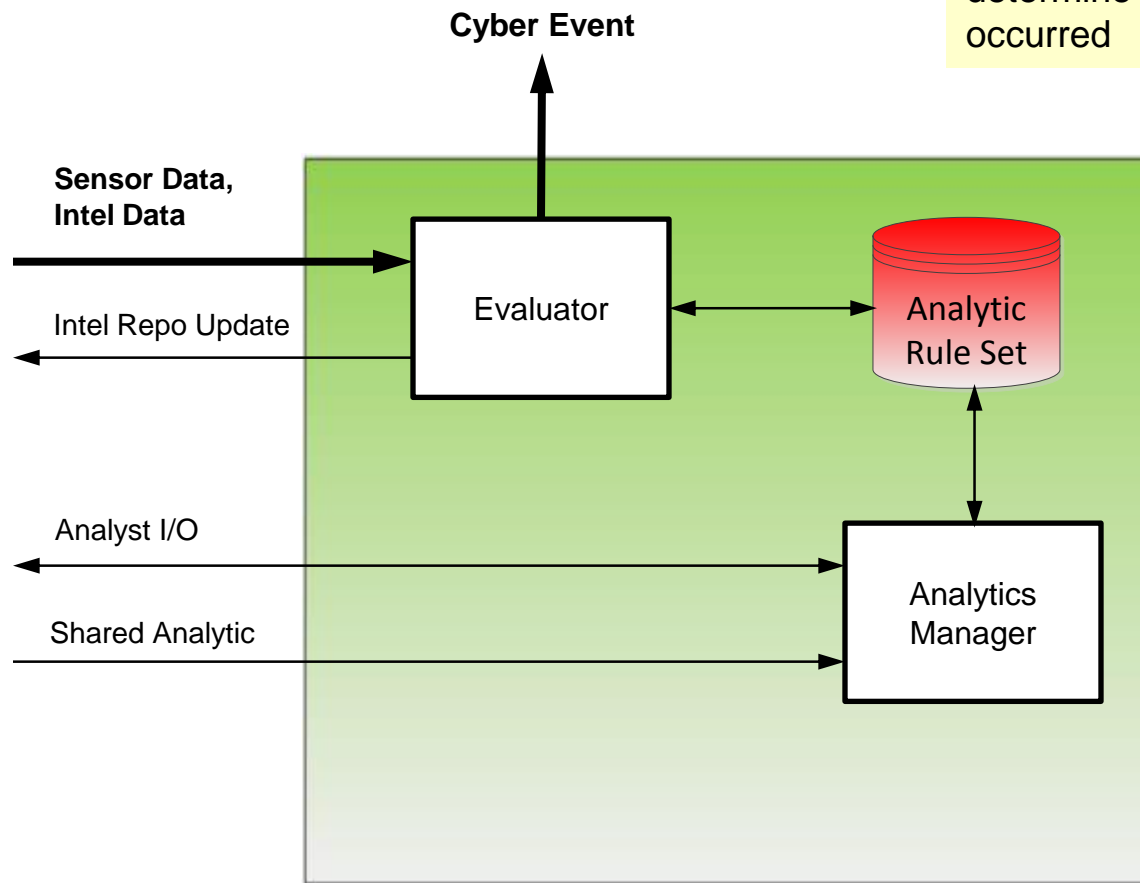 determine
occurred
Cyber Event
Sensor Data,
Intel Data
Evaluator
Analytic
Rule Set
Intel Repo Update
Analyst I/O
Analytics
Manager
Shared Analytic